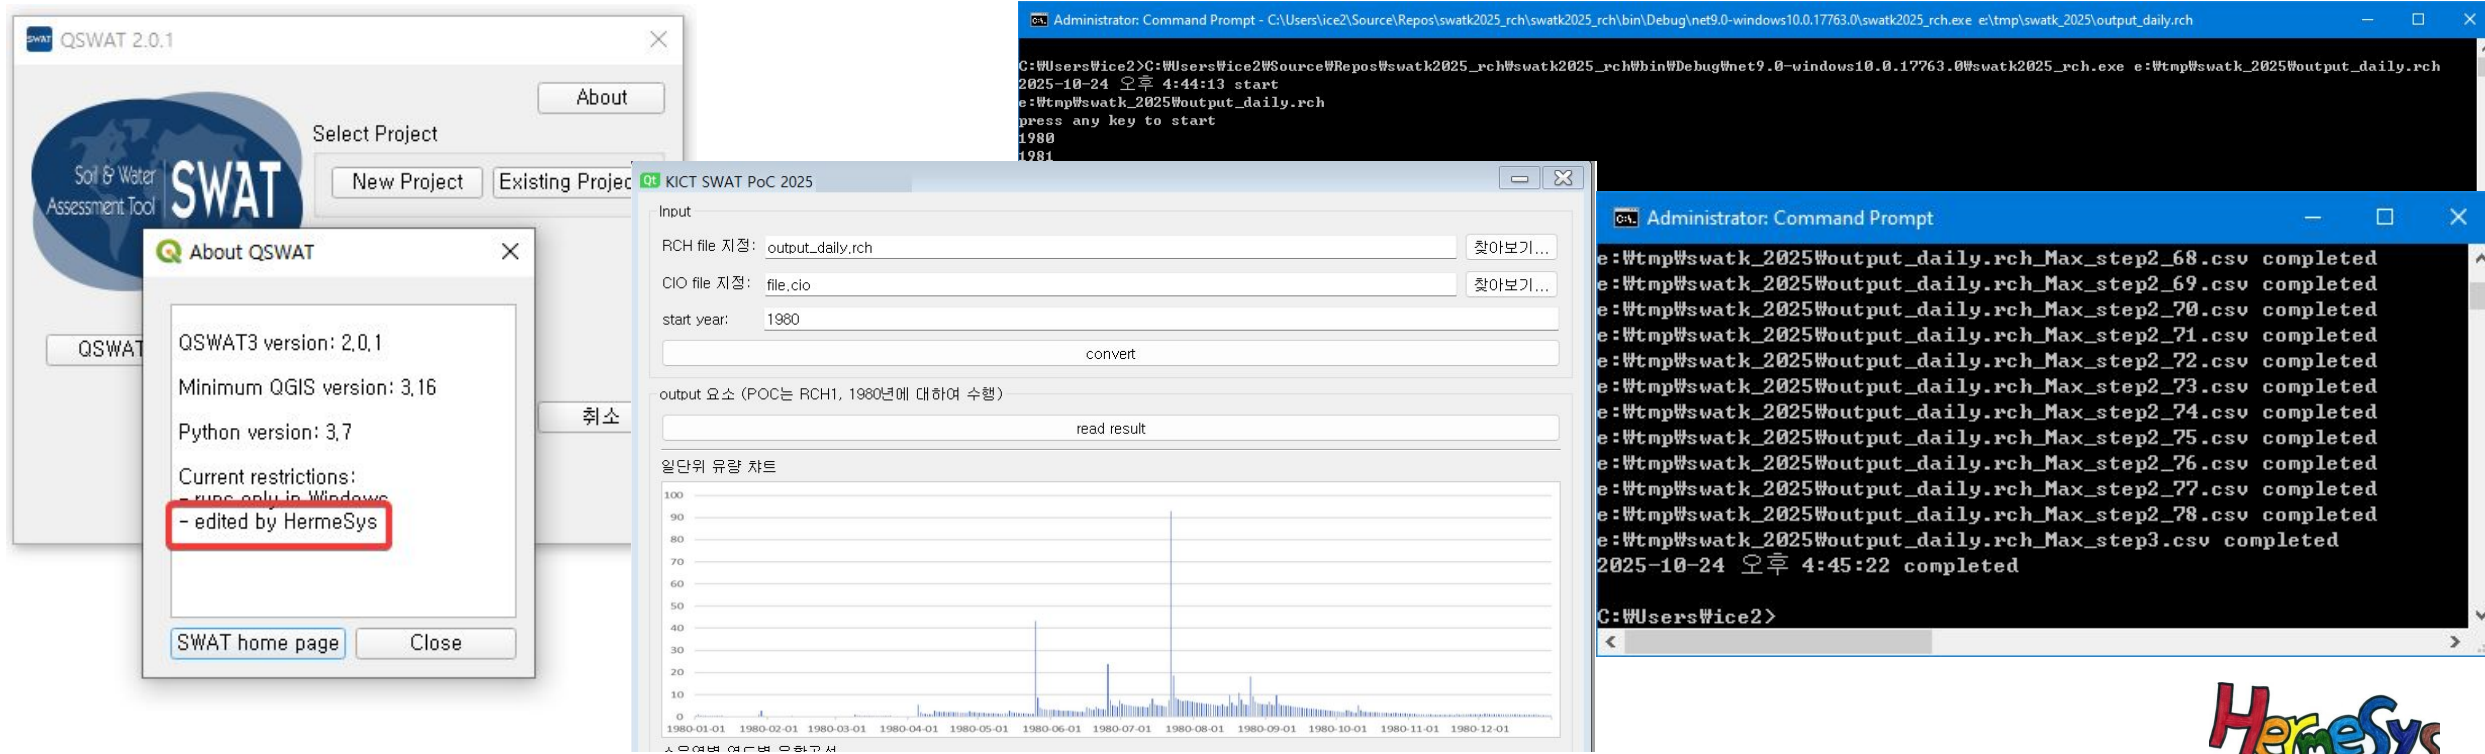 QSWAT 2.0.1
About
Select Project
New Project
Existing Projec
Soil & Water
Assessment Tool
SWAT
QSWAT
취소
About QSWAT
QSWAT3 version: 2.0.1
Minimum QGIS version: 3.16
Python version: 3.7
Current restrictions:
- runs only in Windows
- edited by HermeSys
SWAT home page
Close
Administrator: Command Prompt - C:\Users\ice2\Source\Repos\swatk2025_rch\swatk2025_rch\bin\Debug\net9.0-windows10.0.17763.0\swatk2025_rch.exe e:\tmp\swatk_2025\output_daily.rch
C:₩Users₩ice2>C:₩Users₩ice2₩Source₩Repos₩swatk2025_rch₩swatk2025_rch₩bin₩Debug₩net9.0-windows10.0.17763.0₩swatk2025_rch.exe e:₩tmp₩swatk_2025₩output_daily.rch
2025-10-24 오후 4:44:13 start
e:₩tmp₩swatk_2025₩output_daily.rch
press any key to start
1980
1981
KICT SWAT PoC 2025
Input
RCH file 지정: output_daily.rch 찾아보기...
CIO file 지정: file.cio 찾아보기...
start year: 1980
convert
output 요소 (POC는 RCH1, 1980년에 대하여 수행)
read result
일단위 유량 챠트
100
90
80
70
60
50
40
30
20
10
0
1980-01-01 1980-02-01 1980-03-01 1980-04-01 1980-05-01 1980-06-01 1980-07-01 1980-08-01 1980-09-01 1980-10-01 1980-11-01 1980-12-01
Administrator: Command Prompt
e:₩tmp₩swatk_2025₩output_daily.rch_Max_step2_68.csv completed
e:₩tmp₩swatk_2025₩output_daily.rch_Max_step2_69.csv completed
e:₩tmp₩swatk_2025₩output_daily.rch_Max_step2_70.csv completed
e:₩tmp₩swatk_2025₩output_daily.rch_Max_step2_71.csv completed
e:₩tmp₩swatk_2025₩output_daily.rch_Max_step2_72.csv completed
e:₩tmp₩swatk_2025₩output_daily.rch_Max_step2_73.csv completed
e:₩tmp₩swatk_2025₩output_daily.rch_Max_step2_74.csv completed
e:₩tmp₩swatk_2025₩output_daily.rch_Max_step2_75.csv completed
e:₩tmp₩swatk_2025₩output_daily.rch_Max_step2_76.csv completed
e:₩tmp₩swatk_2025₩output_daily.rch_Max_step2_77.csv completed
e:₩tmp₩swatk_2025₩output_daily.rch_Max_step2_78.csv completed
e:₩tmp₩swatk_2025₩output_daily.rch_Max_step3.csv completed
2025-10-24 오후 4:45:22 completed
C:₩Users₩ice2>
HermeSys